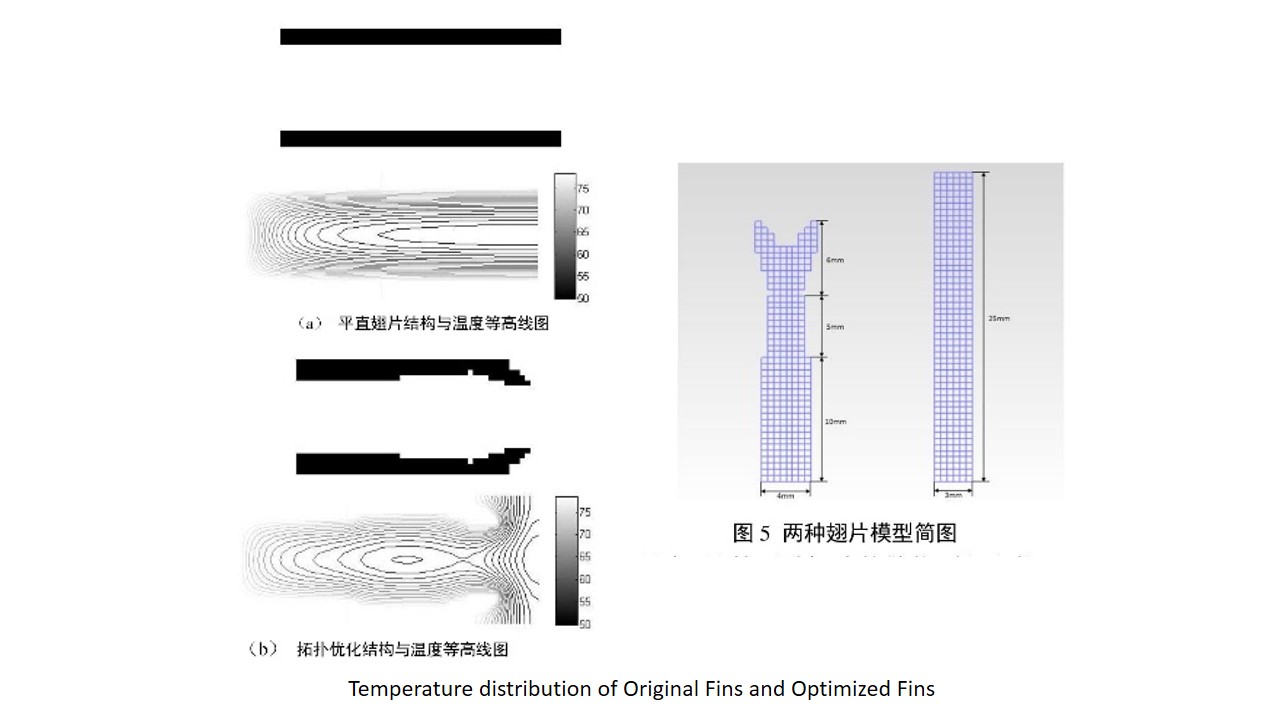 75
70
65
60
55
50
（a） 平直翅片结构与温度等高线图
75
70
65
60
55
50
（b） 拓扑优化结构与温度等高线图
6mm
5mm
10mm
4mm
25mm
3mm
图 5 两种翅片模型简图
Temperature distribution of Original Fins and Optimized Fins